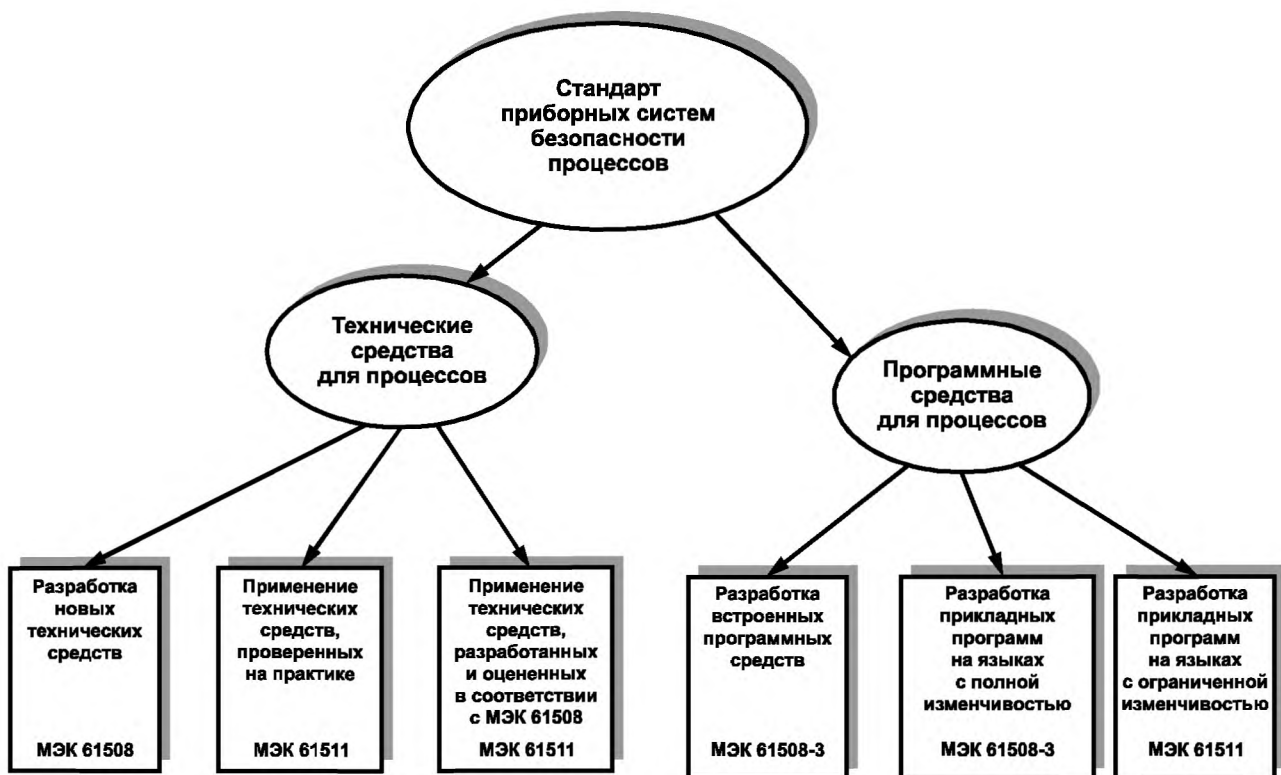 Стандарт
приборных систем
безопасности
процессов
Технические
средства
для процессов
Программные
средства
для процессов
Разработка
новых
технических
средств
МЭК 61508
Применение
технических
средств,
проверенных
на практике
МЭК 61511
Применение
технических
средств,
разработанных
и оцененных
в соответствии
с МЭК 61508
МЭК 61511
Разработка
встроенных
программных
средств
МЭК 61508-3
Разработка
прикладных
программ
на языках
с полной
изменчивостью
МЭК 61508-3
Разработка
прикладных
программ
на языках
с ограниченной
изменчивостью
МЭК 61511